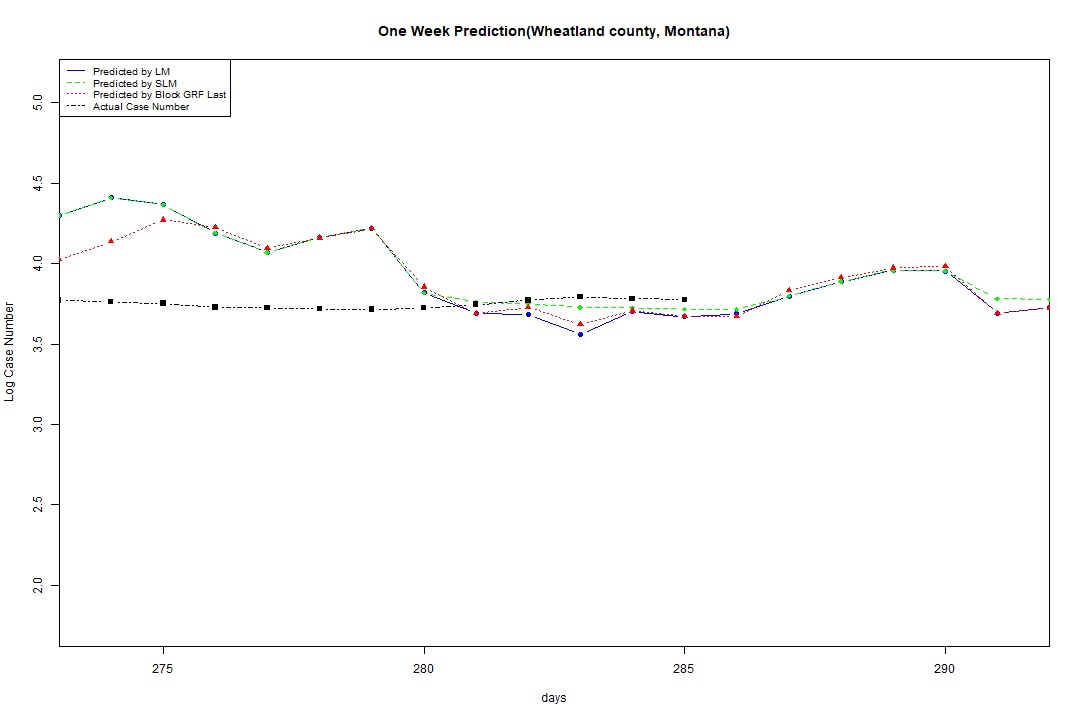 One Week Prediction(Wheatland county, Montana)
Predicted by LM
Predicted by SLM
Predicted by Block GRF Last
Actual Case Number
5.0
4.5
4.0
3.5
3.0
2.5
2.0
Log Case Number
275
280
285
290
days